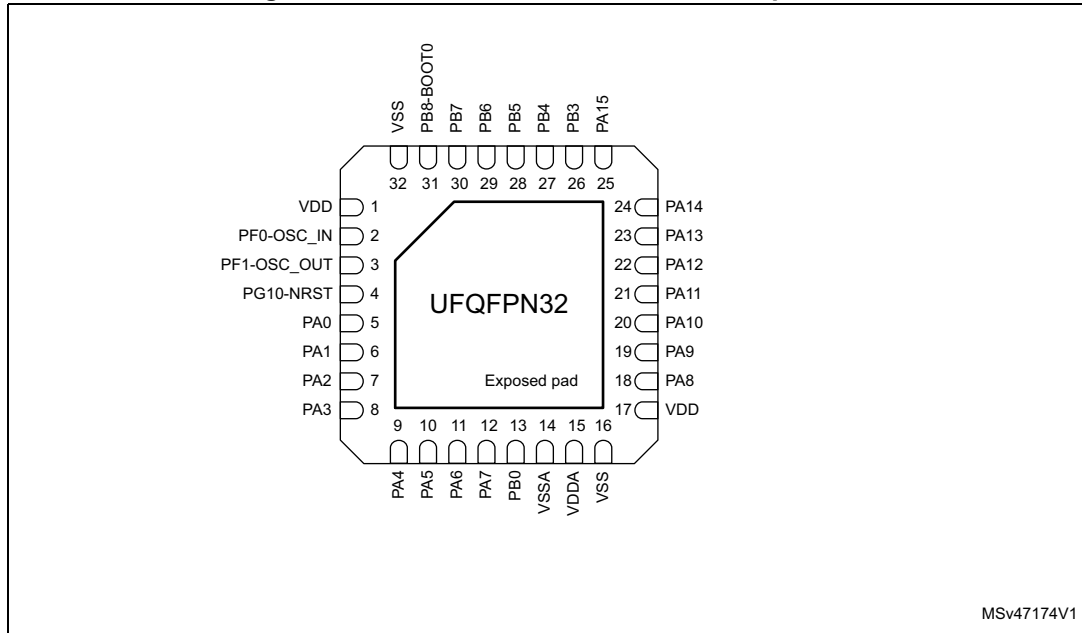 VSS
PB8-BOOT0
PB7
PB6
PB5
PB4
PB3
PA15
32 31 30 29 28 27 26 25
VDD 1
PF0-OSC_IN 2
PF1-OSC_OUT 3
PG10-NRST 4
PA0 5
PA1 6
PA2 7
PA3 8
24 PA14
23 PA13
22 PA12
21 PA11
20 PA10
19 PA9
18 PA8
17 VDD
UFQFPN32
Exposed pad
9 10 11 12 13 14 15 16
PA4
PA5
PA6
PA7
PB0
VSSA
VDDA
VSS
MSv47174V1